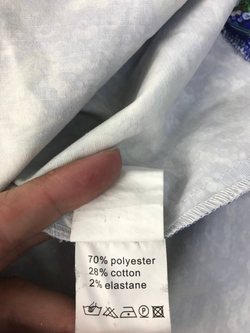 70% polyester
28% cotton
2% elastane